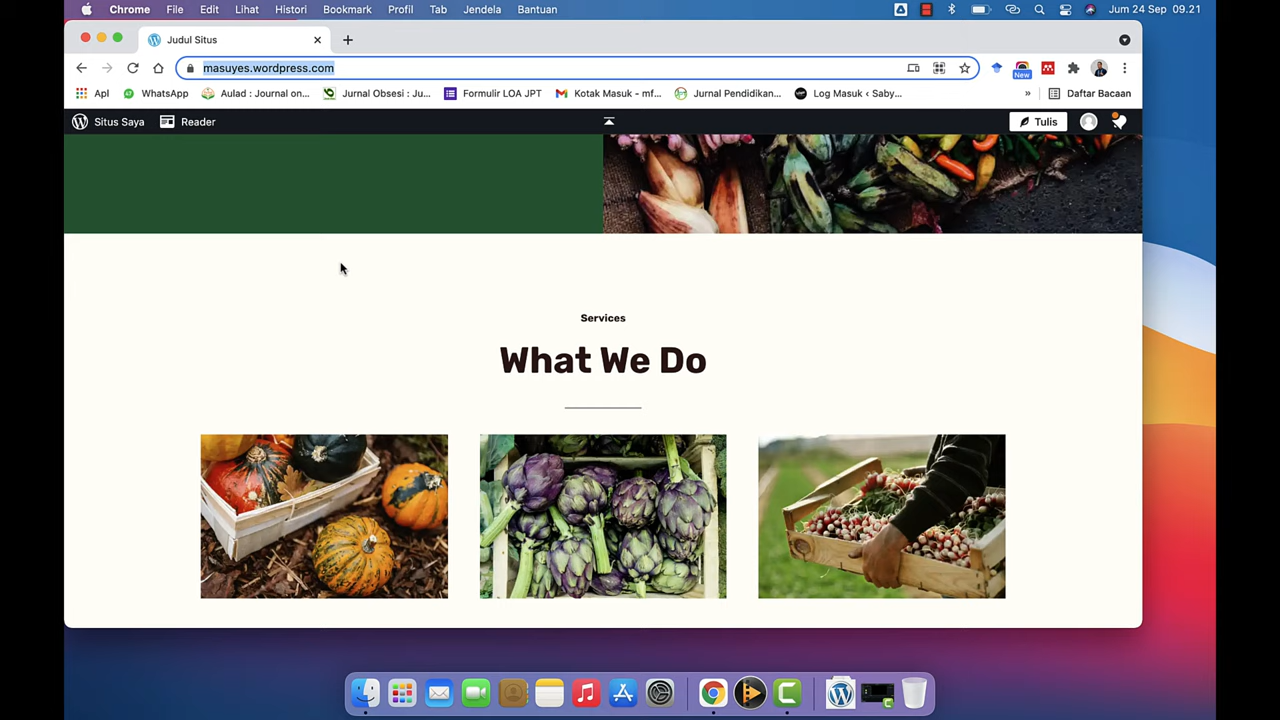 Chrome File Edit Lihat Histori Bookmark Profil Tab Jendela Bantuan Jum 24 Sep 09.21
Judul Situs
masuyes.wordpress.com
New
Apl WhatsApp Aulad : Journal on... Jurnal Obsesi : Ju... Formulir LOA JPT Kotak Masuk - mf... Jurnal Pendidikan... Log Masuk ‹ Saby... » Daftar Bacaan
Situs Saya Reader Tulis
Services
What We Do